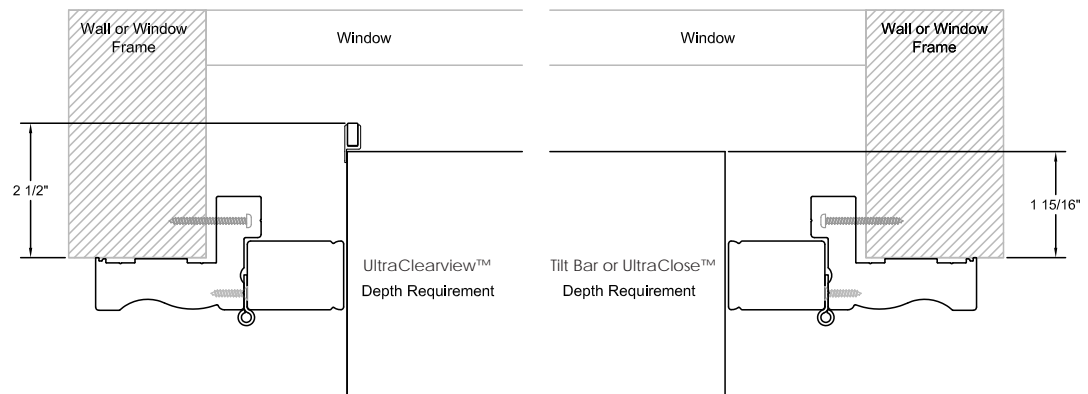 Wall or Window
Frame
Window
Window
Wall or Window
Frame
2 1/2"
1 15/16"
UltraClearview™
Depth Requirement
Tilt Bar or UltraClose™
Depth Requirement